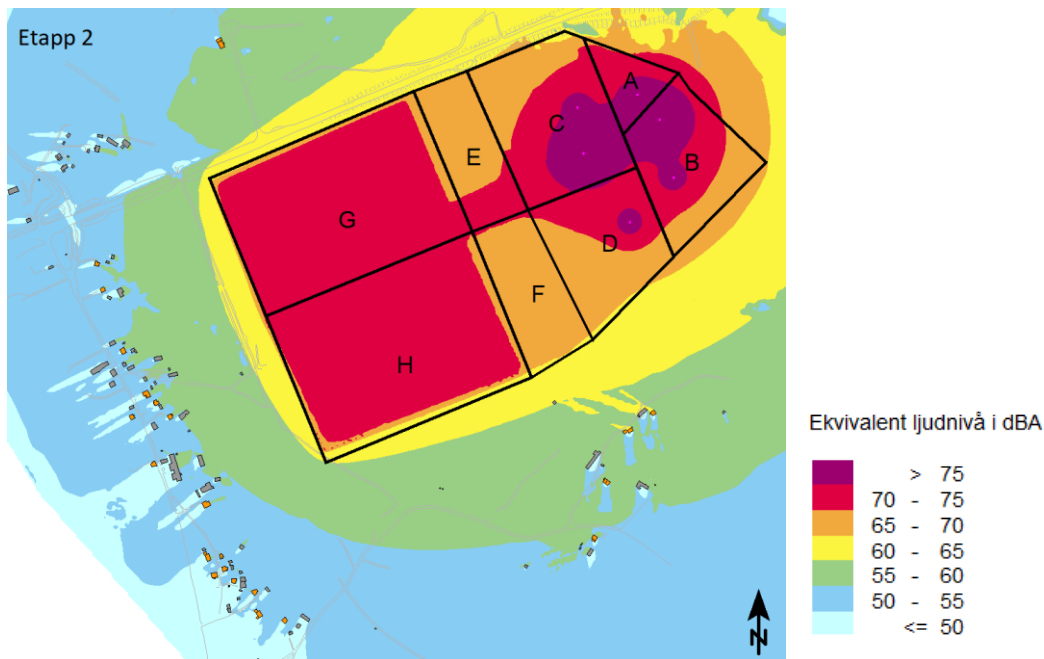 Etapp 2
A
C
E
B
G
D
F
H
N
Ekvivalent ljudnivå i dBA
> 75
70 - 75
65 - 70
60 - 65
55 - 60
50 - 55
<= 50